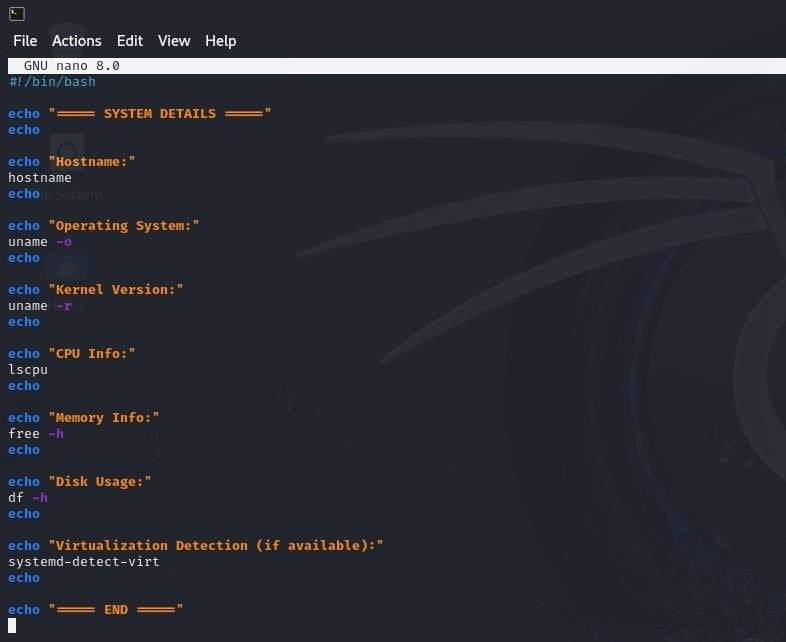 File Actions Edit View Help
GNU nano 8.0
#!/bin/bash
echo "===== SYSTEM DETAILS ====="
echo
echo "Hostname:"
hostname
echo
echo "Operating System:"
uname -o
echo
echo "Kernel Version:"
uname -r
echo
echo "CPU Info:"
lscpu
echo
echo "Memory Info:"
free -h
echo
echo "Disk Usage:"
df -h
echo
echo "Virtualization Detection (if available):"
systemd-detect-virt
echo
echo "===== END ====="